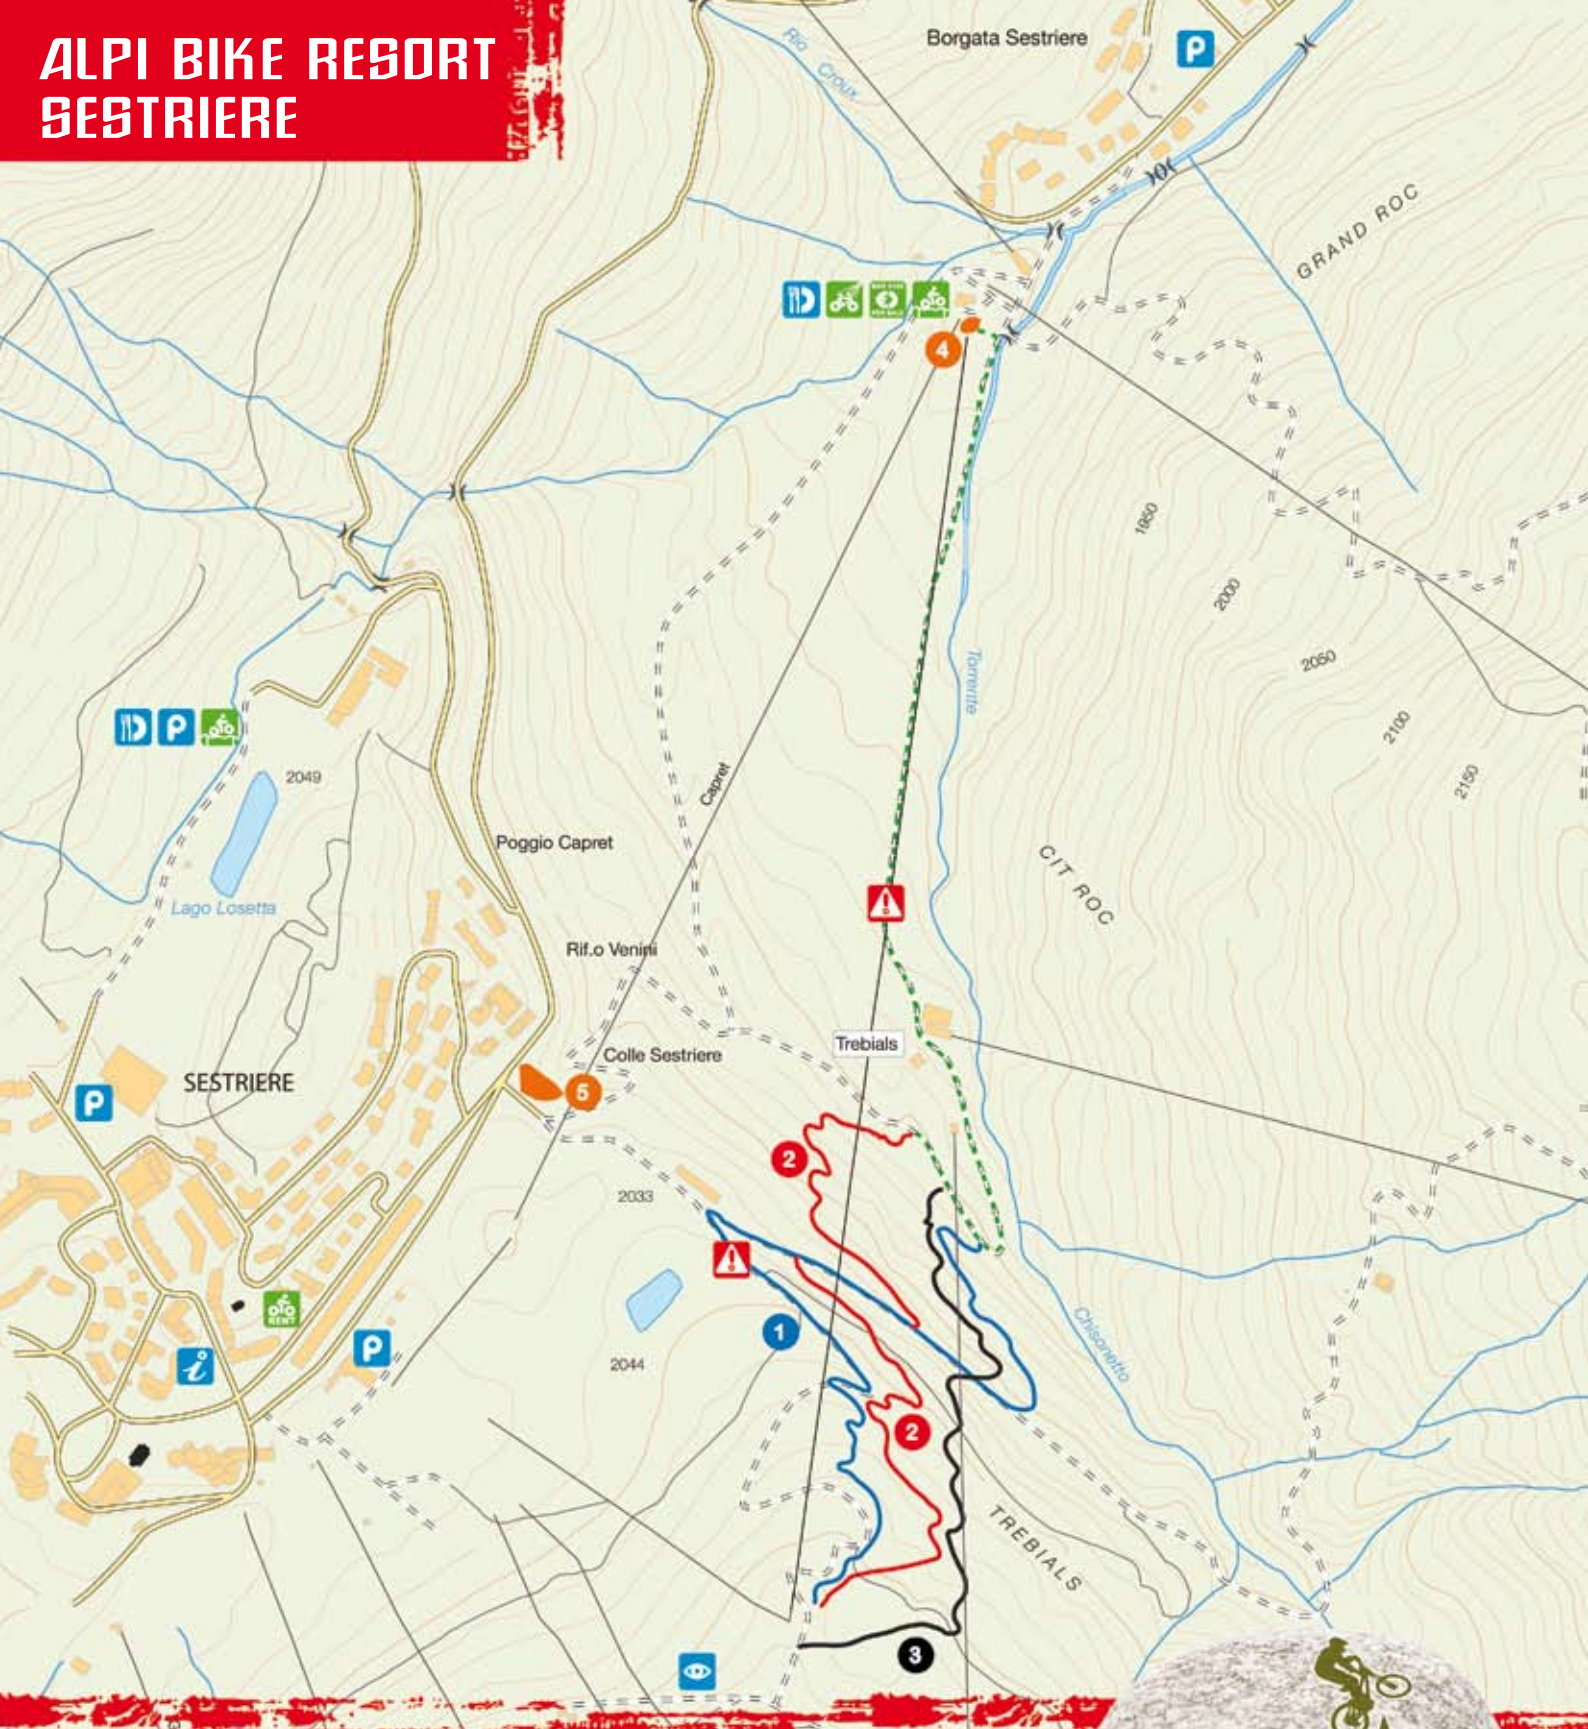 ALPI BIKE RESORT
SESTRIERE
Borgata Sestriere
P
Rio
Croux
GRAND ROC
4
1950
2000
Torrente
2050
2100
P
2049
Capret
2150
Poggio Capret
CIT ROC
Lago Losetta
Rif.o Venini
Trebials
Colle Sestriere
SESTRIERE
5
P
2
2033
RENT
1
Chisonetto
P
i
2044
2
TREBIALS
3